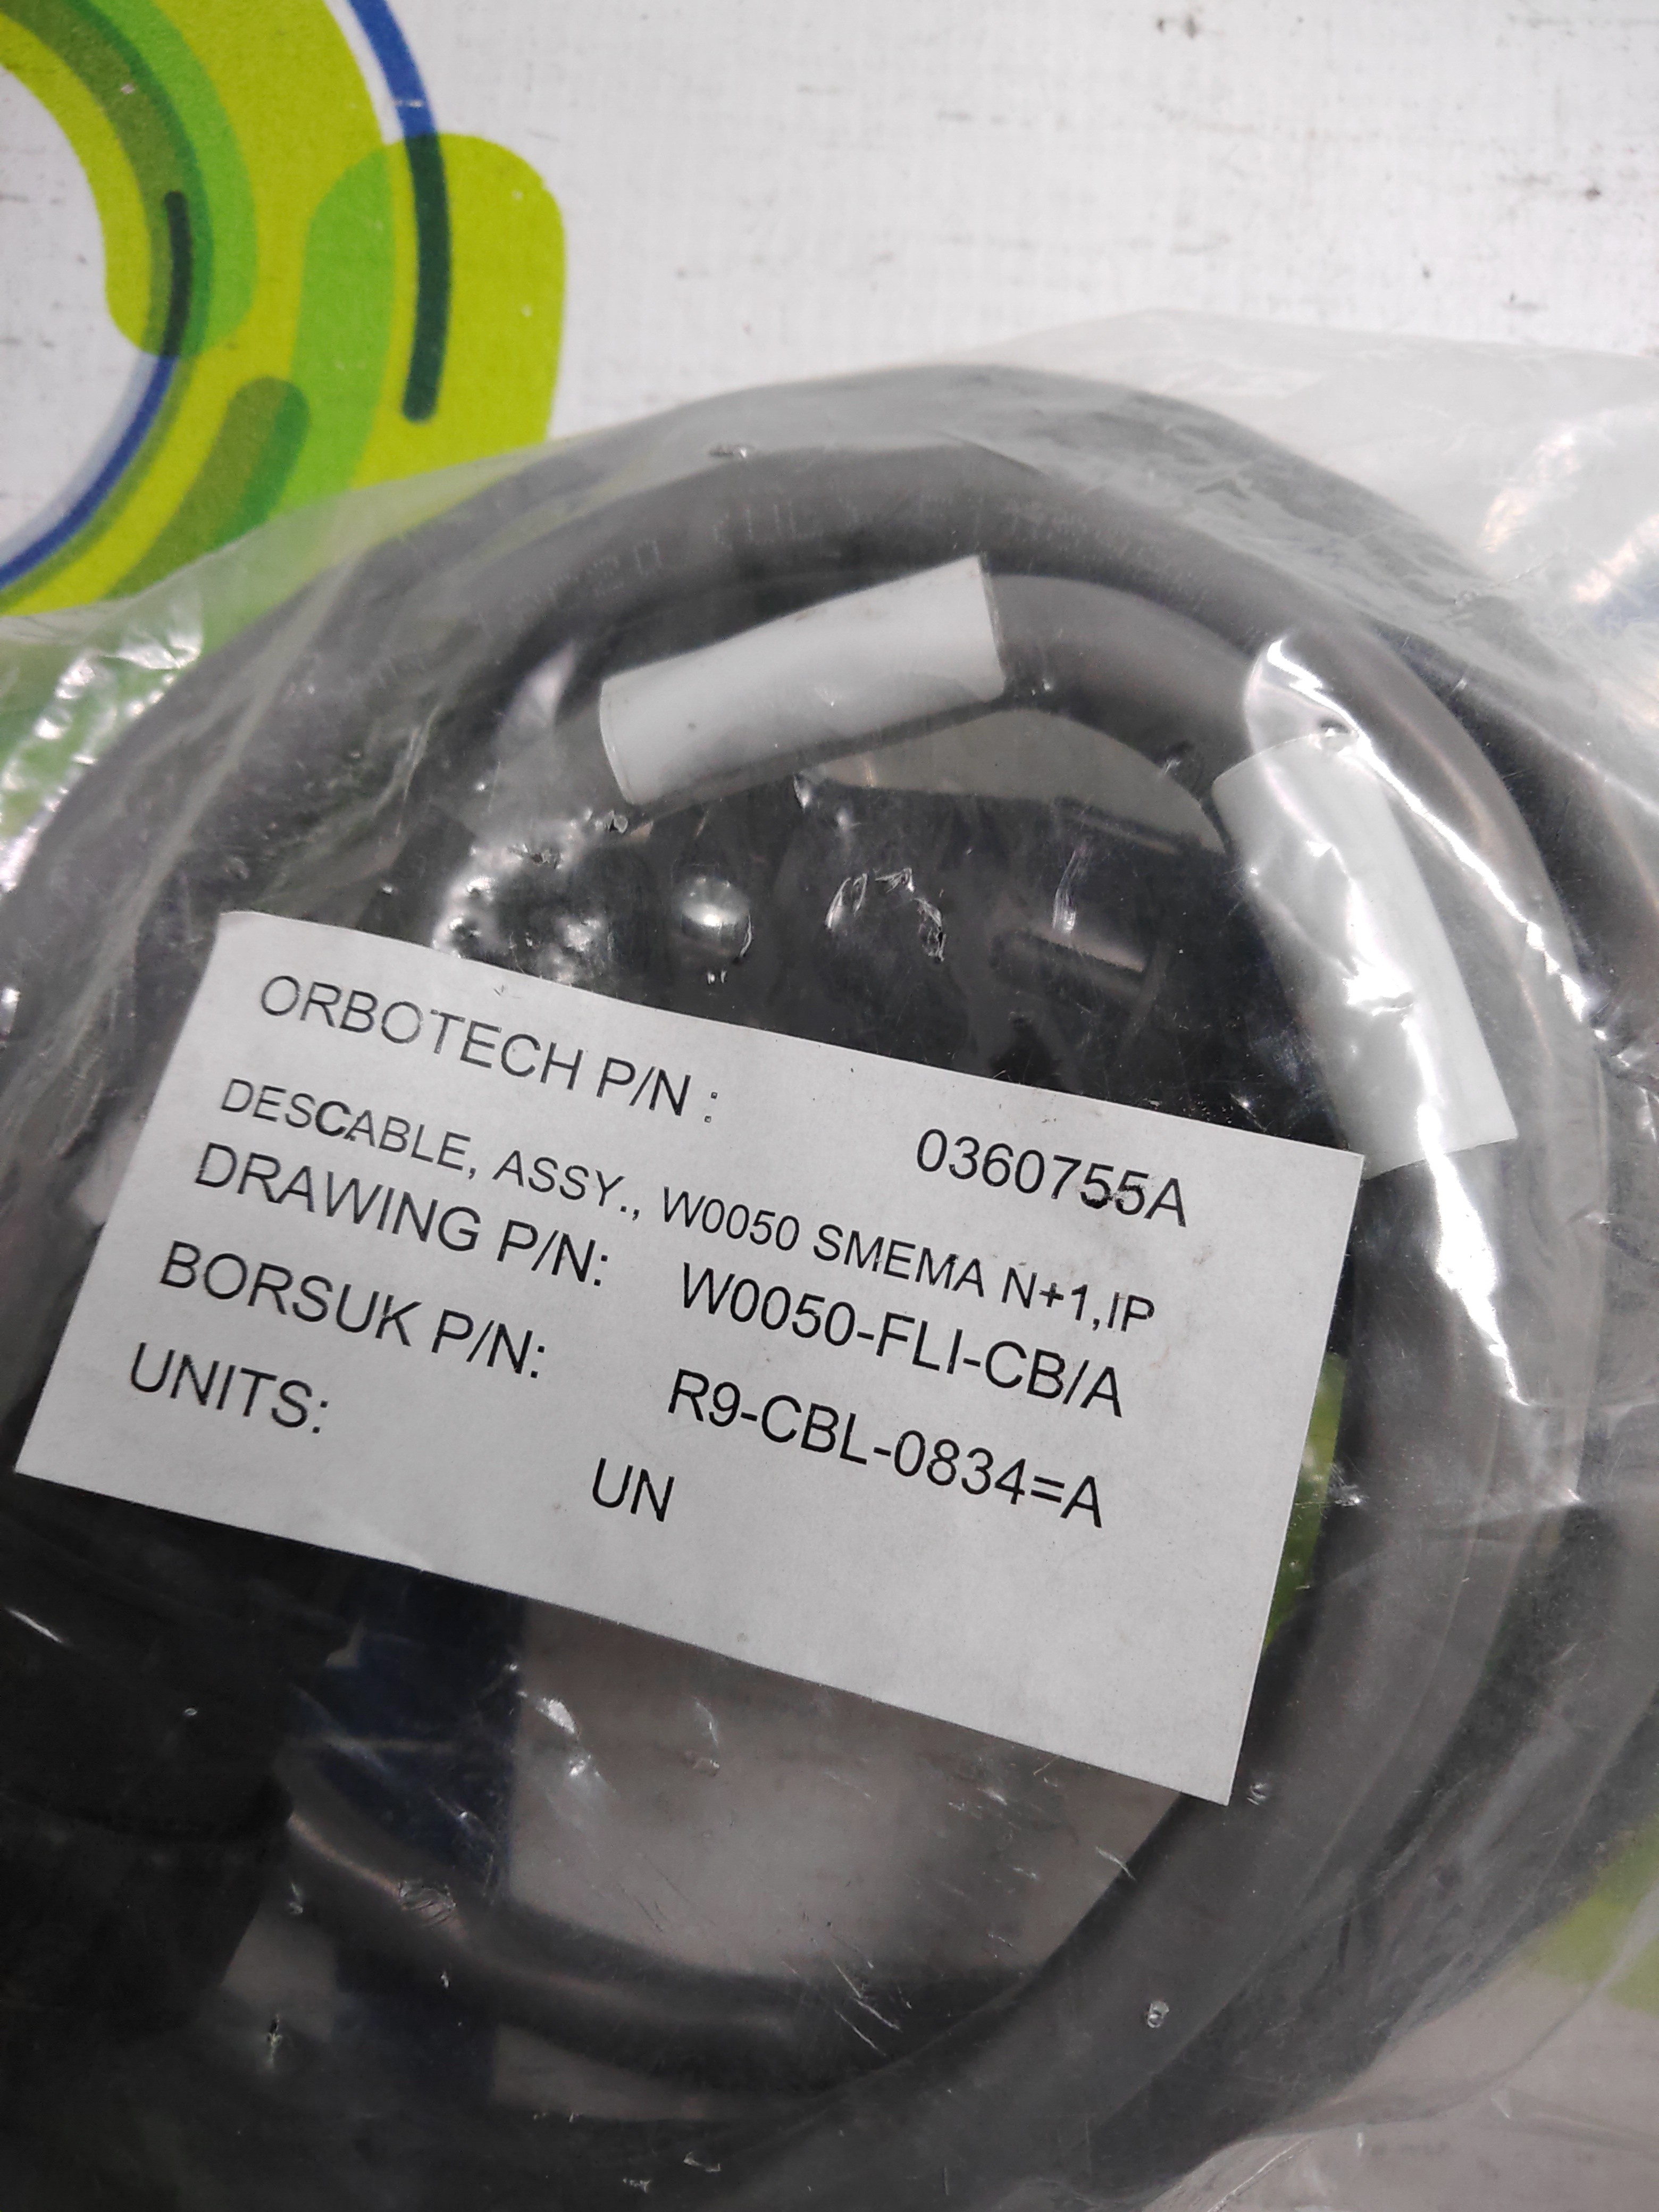 ORBOTECH P/N : 0360755A
DESCABLE, ASSY., W0050 SMEMA N+1,IP
DRAWING P/N: W0050-FLI-CB/A
BORSUK P/N: R9-CBL-0834=A
UNITS: UN